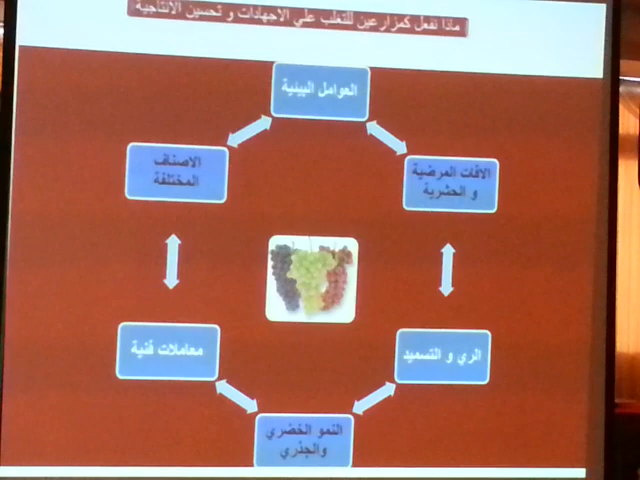 ماذا نفعل كمزارعين للتغلب علي الاجهادات و تحسين الانتاجية
العوامل البيئية
الاصناف
المختلفة
الافات المرضية
و الحشرية
معاملات فنية
الري و التسميد
النمو الخضري
والجذري